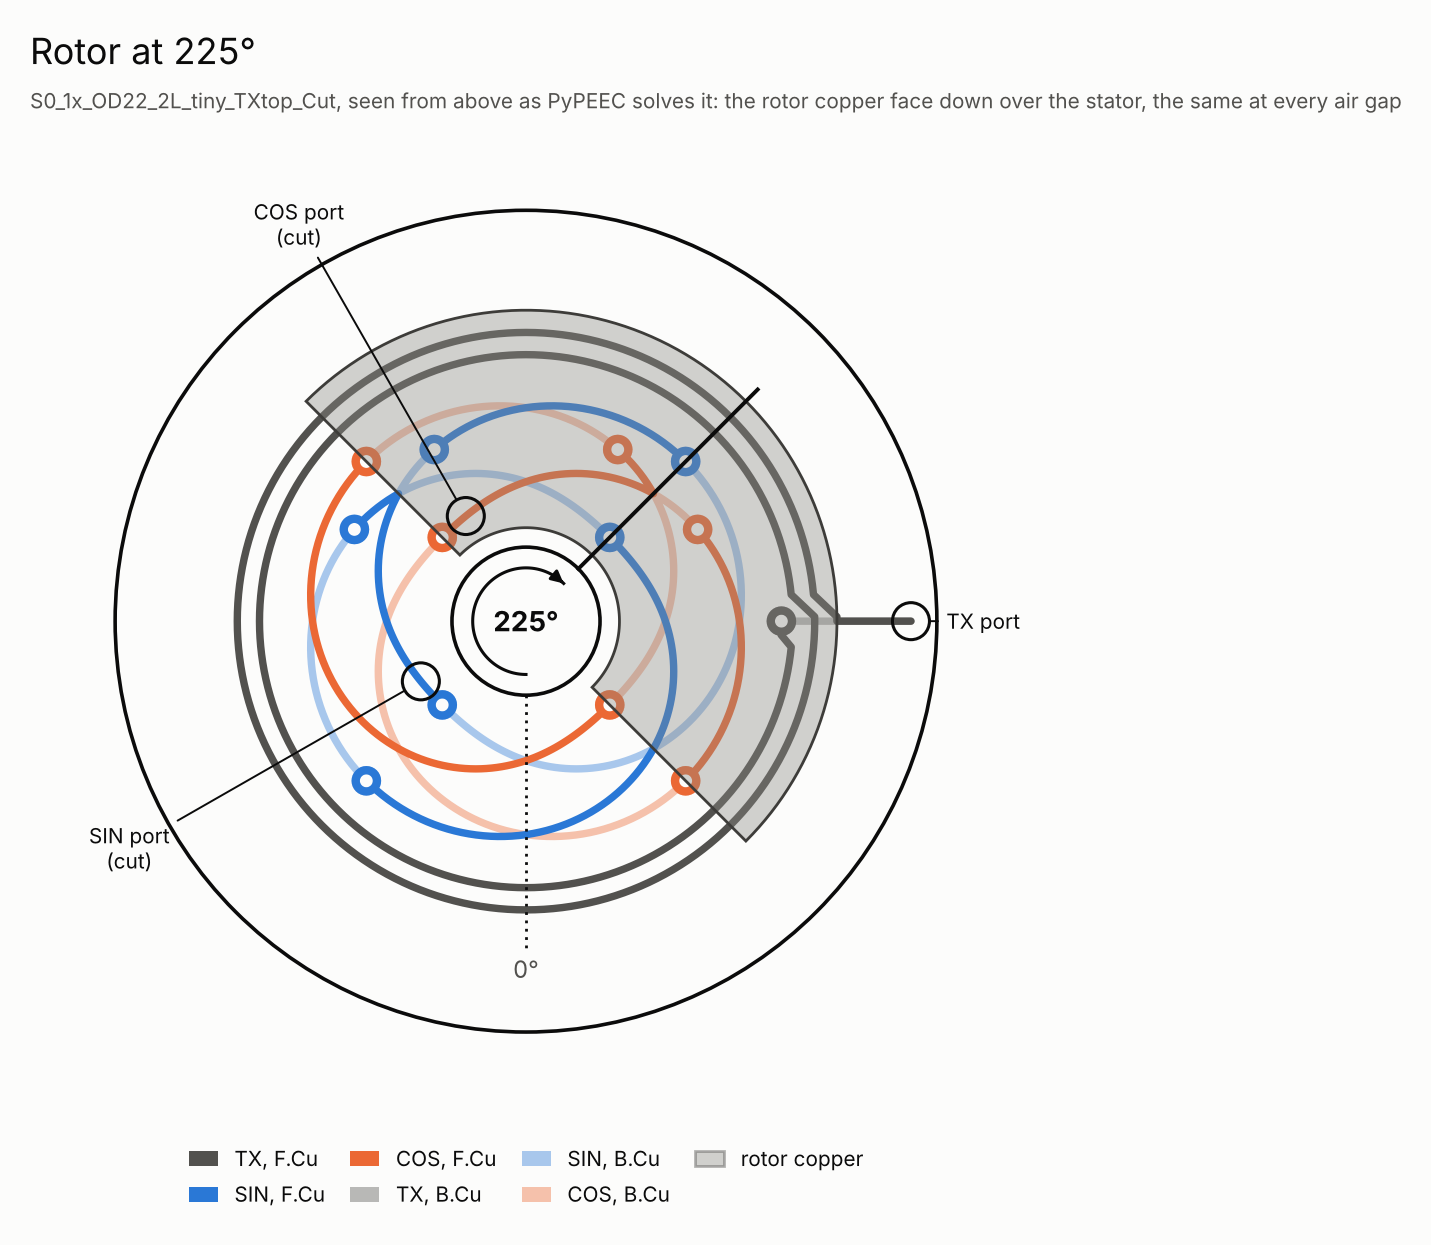 Rotor at 225°
S0_1x_OD22_2L_tiny_TXtop_Cut, seen from above as PyPEEC solves it: the rotor copper face down over the stator, the same at every air gap
COS port
(cut)
225°
TX port
SIN port
(cut)
0°
TX, F.Cu
COS, F.Cu
SIN, B.Cu
rotor copper
SIN, F.Cu
TX, B.Cu
COS, B.Cu